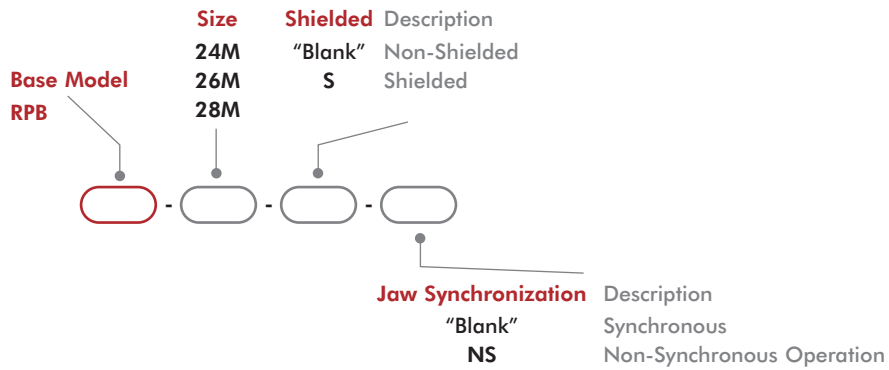 Size Shielded Description
24M “Blank” Non-Shielded
Base Model 26M S Shielded
RPB 28M
- - -
Jaw Synchronization Description
“Blank” Synchronous
NS Non-Synchronous Operation